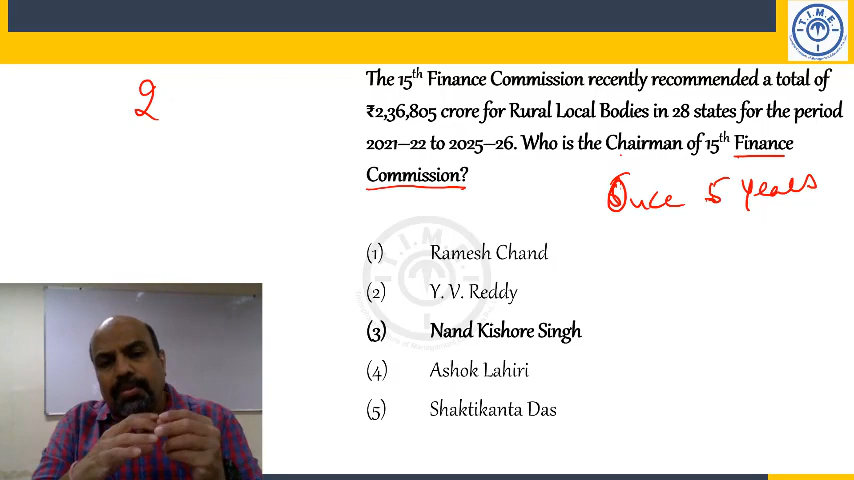 T.I.M.E.
2
The 15th Finance Commission recently recommended a total of
₹2,36,805 crore for Rural Local Bodies in 28 states for the period
2021–22 to 2025–26. Who is the Chairman of 15th Finance
Commission?
Once 5 years
(1) Ramesh Chand
(2) Y. V. Reddy
(3) Nand Kishore Singh
(4) Ashok Lahiri
(5) Shaktikanta Das